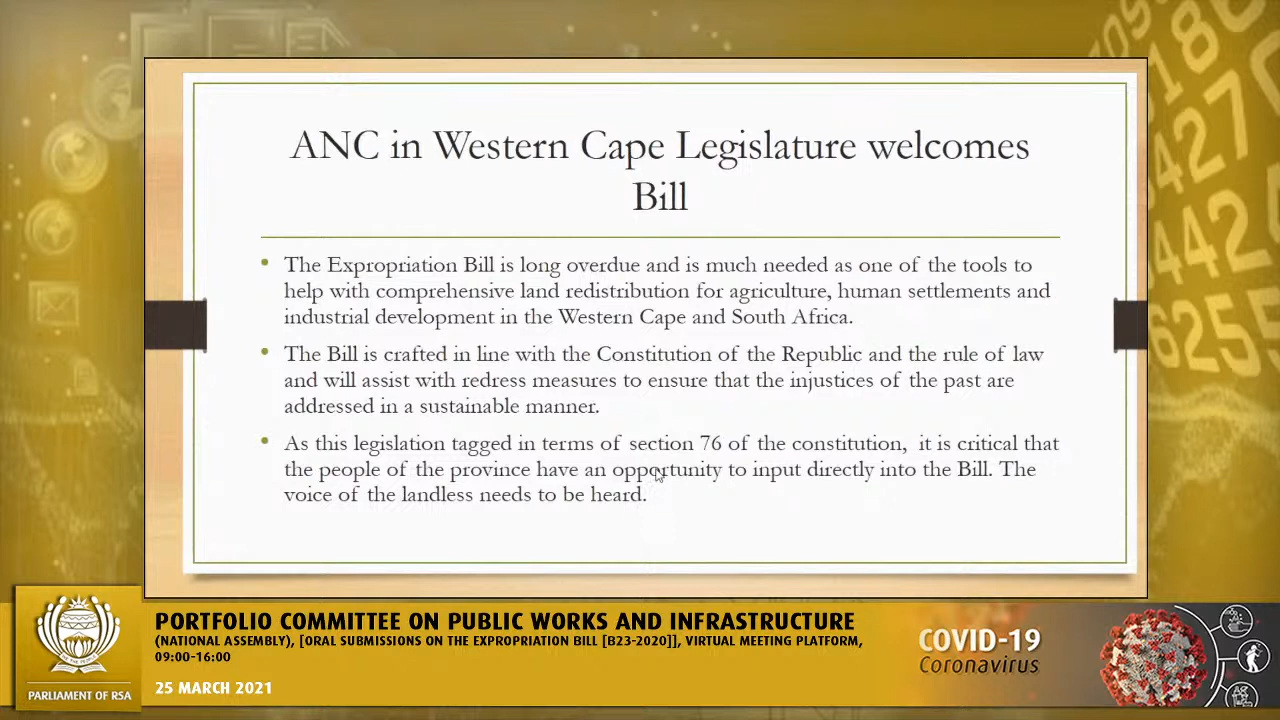 ANC in Western Cape Legislature welcomes
Bill
• The Expropriation Bill is long overdue and is much needed as one of the tools to
help with comprehensive land redistribution for agriculture, human settlements and
industrial development in the Western Cape and South Africa.
• The Bill is crafted in line with the Constitution of the Republic and the rule of law
and will assist with redress measures to ensure that the injustices of the past are
addressed in a sustainable manner.
• As this legislation tagged in terms of section 76 of the constitution, it is critical that
the people of the province have an opportunity to input directly into the Bill. The
voice of the landless needs to be heard.
PORTFOLIO COMMITTEE ON PUBLIC WORKS AND INFRASTRUCTURE
(NATIONAL ASSEMBLY), [ORAL SUBMISSIONS ON THE EXPROPRIATION BILL [B23-2020]], VIRTUAL MEETING PLATFORM,
09:00-16:00
25 MARCH 2021
PARLIAMENT OF RSA
COVID-19
Coronavirus